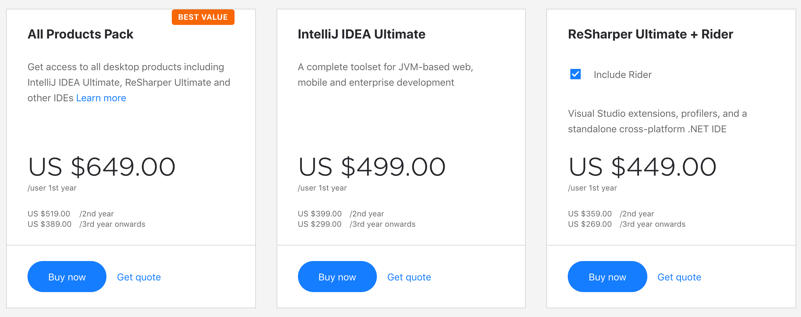 BEST VALUE
All Products Pack
Get access to all desktop products including
IntelliJ IDEA Ultimate, ReSharper Ultimate and
other IDEs Learn more
US $649.00
/user 1st year
US $519.00 /2nd year
US $389.00 /3rd year onwards
Buy now Get quote
IntelliJ IDEA Ultimate
A complete toolset for JVM-based web,
mobile and enterprise development
US $499.00
/user 1st year
US $399.00 /2nd year
US $299.00 /3rd year onwards
Buy now Get quote
ReSharper Ultimate + Rider
Include Rider
Visual Studio extensions, profilers, and a
standalone cross-platform .NET IDE
US $449.00
/user 1st year
US $359.00 /2nd year
US $269.00 /3rd year onwards
Buy now Get quote